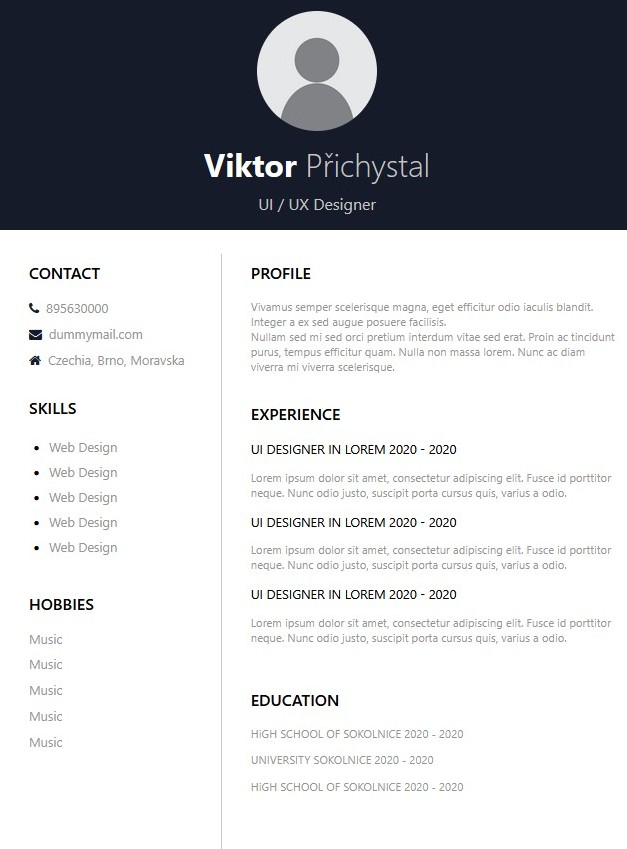 Viktor Přichystal
UI / UX Designer
CONTACT
895630000
dummymail.com
Czechia, Brno, Moravska
SKILLS
Web Design
Web Design
Web Design
Web Design
Web Design
HOBBIES
Music
Music
Music
Music
Music
PROFILE
Vivamus semper scelerisque magna, eget efficitur odio iaculis blandit.
Integer a ex sed augue posuere facilisis.
Nullam sed mi sed orci pretium interdum vitae sed erat. Proin ac tincidunt
purus, tempus efficitur quam. Nulla non massa lorem. Nunc ac diam
viverra mi viverra scelerisque.
EXPERIENCE
UI DESIGNER IN LOREM 2020 - 2020
Lorem ipsum dolor sit amet, consectetur adipiscing elit. Fusce id porttitor
neque. Nunc odio justo, suscipit porta cursus quis, varius a odio.
UI DESIGNER IN LOREM 2020 - 2020
Lorem ipsum dolor sit amet, consectetur adipiscing elit. Fusce id porttitor
neque. Nunc odio justo, suscipit porta cursus quis, varius a odio.
UI DESIGNER IN LOREM 2020 - 2020
Lorem ipsum dolor sit amet, consectetur adipiscing elit. Fusce id porttitor
neque. Nunc odio justo, suscipit porta cursus quis, varius a odio.
EDUCATION
HiGH SCHOOL OF SOKOLNICE 2020 - 2020
UNIVERSITY SOKOLNICE 2020 - 2020
HiGH SCHOOL OF SOKOLNICE 2020 - 2020